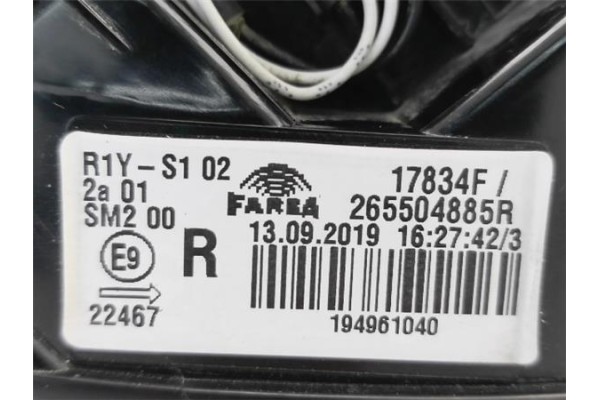 R1Y-S1 02
2a 01
SM2 00
E9
22467
R
FARBA
17834F /
265504885R
13.09.2019 16:27:42/3
194961040